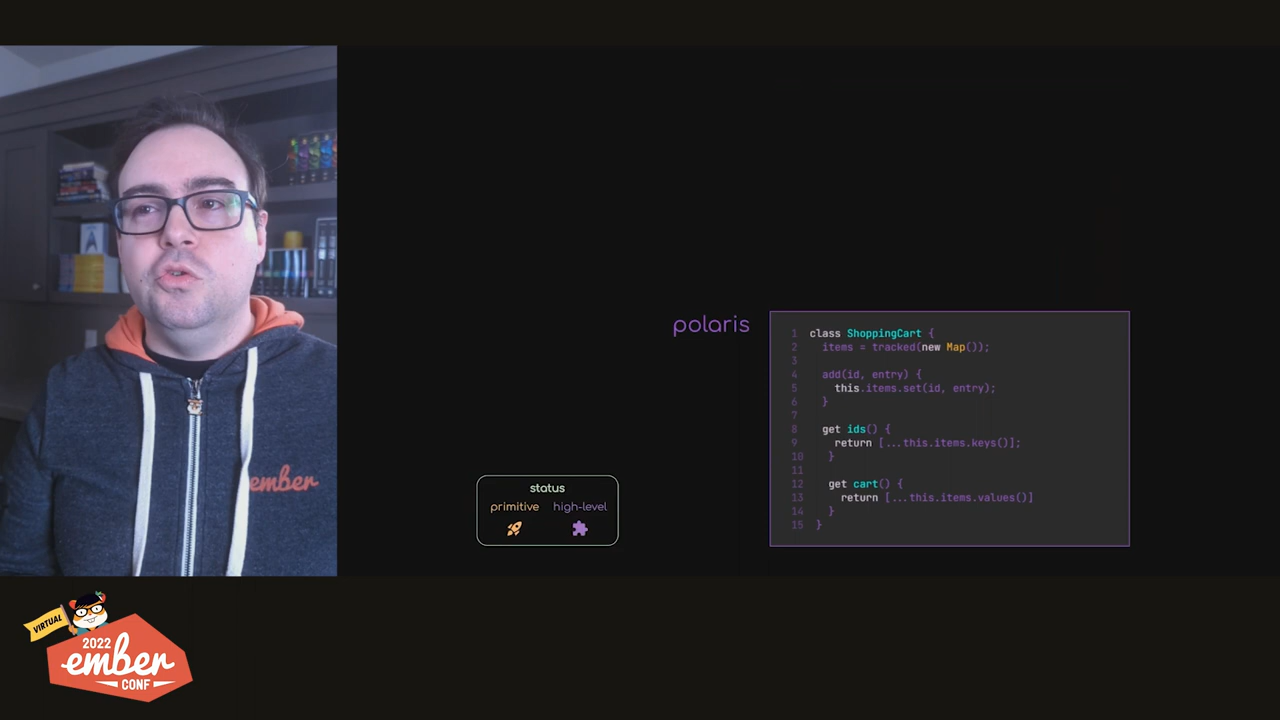 polaris
1 class ShoppingCart {
2 items = tracked(new Map());
3
4 add(id, entry) {
5 this.items.set(id, entry);
6 }
7
8 get ids() {
9 return [...this.items.keys()];
10 }
11
12 get cart() {
13 return [...this.items.values()]
14 }
15 }
status
primitive high-level
ember
VIRTUAL
2022
ember
CONF